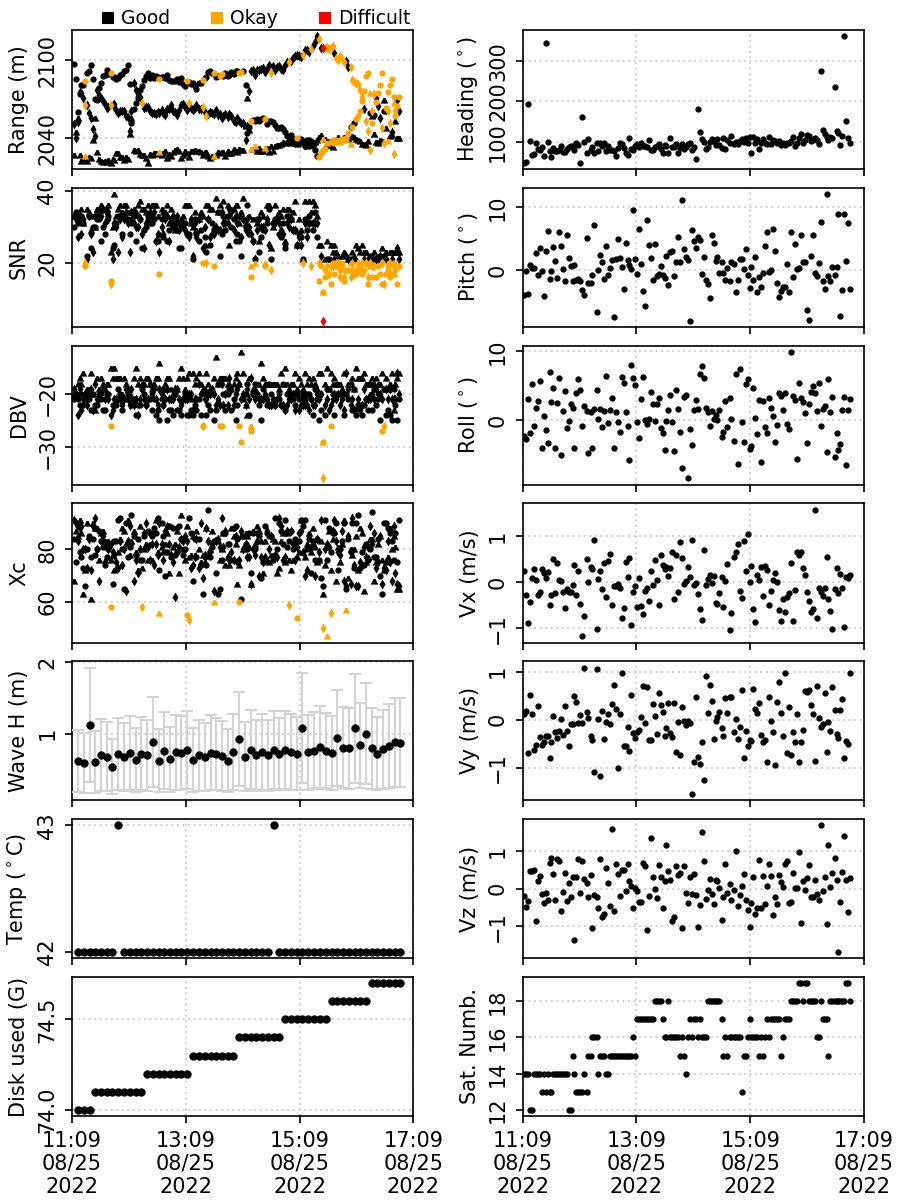 Good Okay Difficult
Range (m)
2100
2040
Heading (°)
300
200
100
SNR
40
20
Pitch (°)
10
0
DBV
−20
−30
Roll (°)
10
0
Xc
80
60
Vx (m/s)
1
0
−1
Wave H (m)
2
1
Vy (m/s)
1
0
−1
Temp (°C)
43
42
Vz (m/s)
1
0
−1
Disk used (G)
74.5
74.0
Sat. Numb.
18
16
14
12
11:09 13:09 15:09 17:09
08/25 08/25 08/25 08/25
2022 2022 2022 2022
11:09 13:09 15:09 17:09
08/25 08/25 08/25 08/25
2022 2022 2022 2022